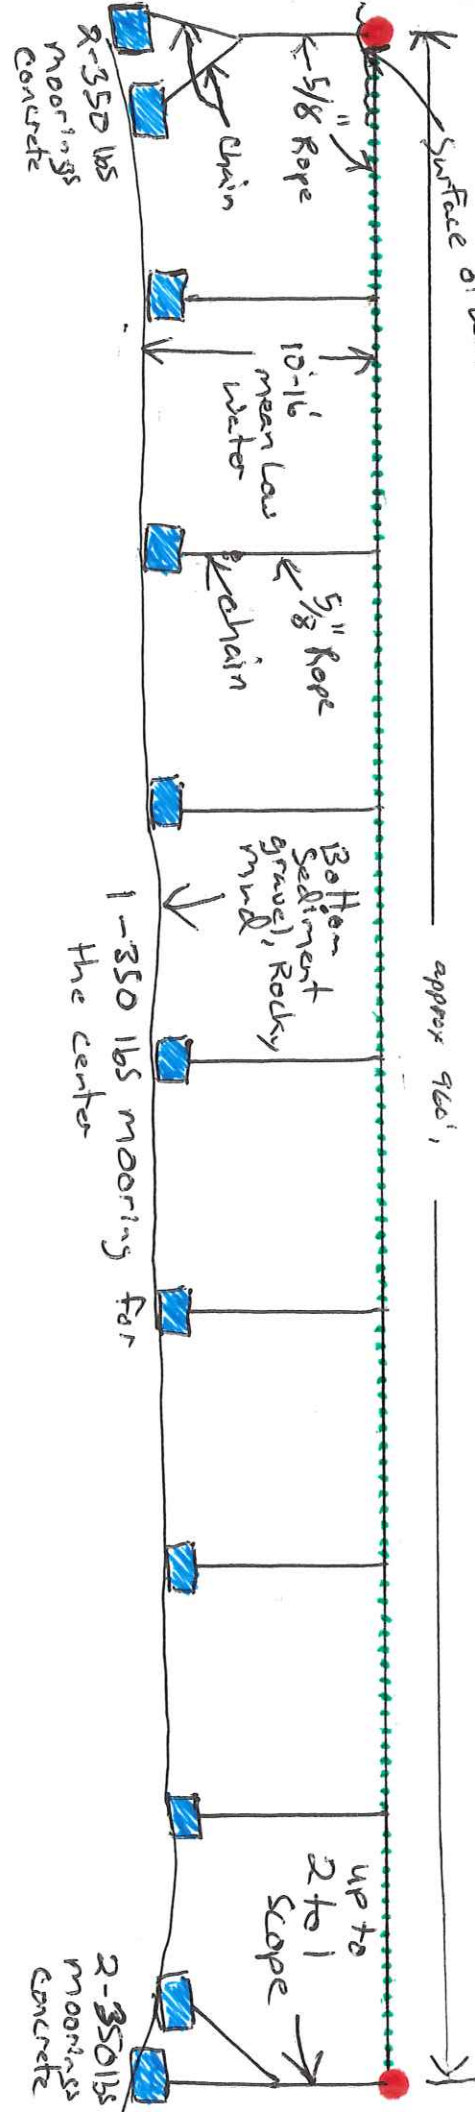 Surface
approx 960',
5/8" Rope
Chain
2-350 lbs
moorings
concrete
10'-16'
mean Low
water
5/8" Rope
chain
Bottom
Sediment
gravel, Rocky,
mud
1-350 lbs mooring for
the center
up to
2 to 1
Scope
2-350 lbs
moorings
concrete